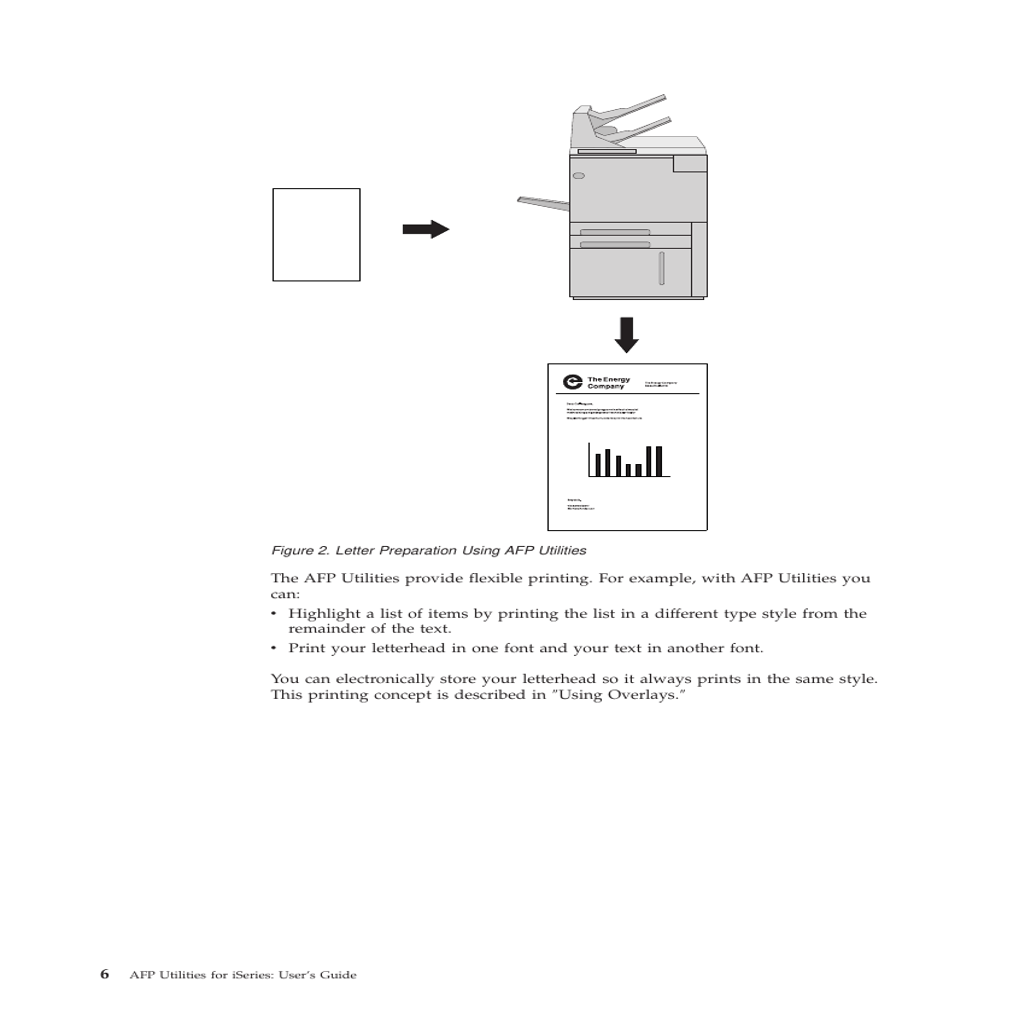 The Energy
Company
Figure 2. Letter Preparation Using AFP Utilities
The AFP Utilities provide flexible printing. For example, with AFP Utilities you
can:
• Highlight a list of items by printing the list in a different type style from the
remainder of the text.
• Print your letterhead in one font and your text in another font.
You can electronically store your letterhead so it always prints in the same style.
This printing concept is described in ″Using Overlays.″
6 AFP Utilities for iSeries: User’s Guide